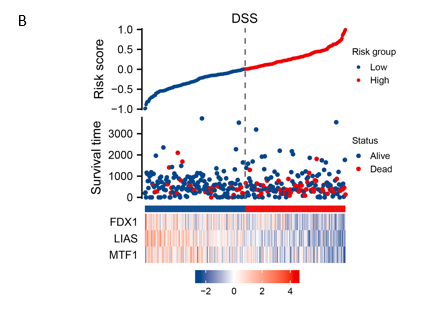 B
DSS
Risk score
1.0
0.5
0.0
−0.5
−1.0
Risk group
Low
High
Survival time
3000
2000
1000
0
Status
Alive
Dead
FDX1
LIAS
MTF1
−2 0 2 4